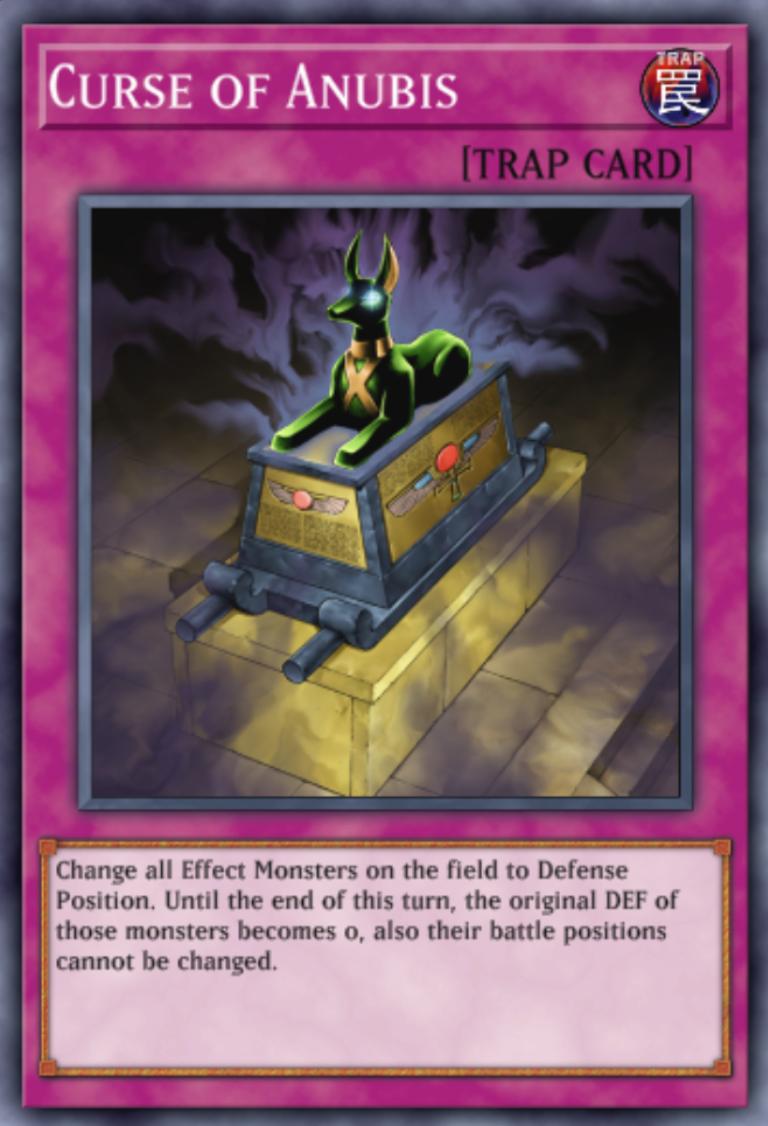 CURSE OF ANUBIS
TRAP
罠
[TRAP CARD]
Change all Effect Monsters on the field to Defense
Position. Until the end of this turn, the original DEF of
those monsters becomes 0, also their battle positions
cannot be changed.